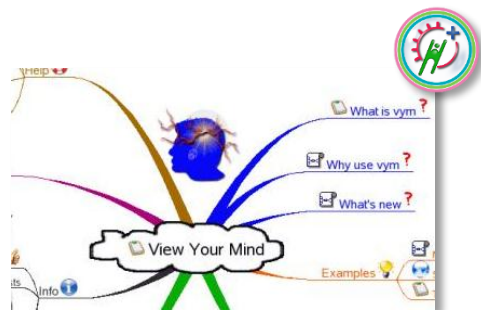 Help
What is vym ?
Why use vym ?
What's new ?
View Your Mind
Examples
Info